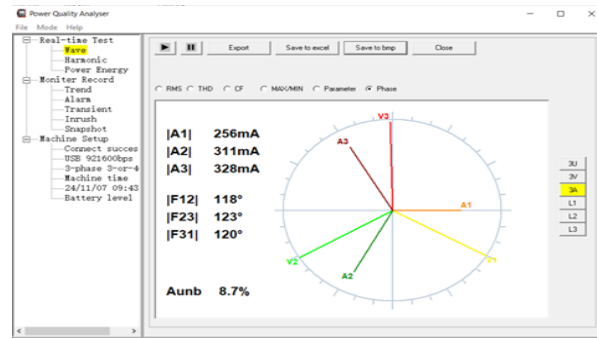 Power Quality Analyser
File Mode Help
Real-time Test
Wave
Harmonic
Power Energy
Moniter Record
Trend
Alarm
Transient
Inrush
Snapshot
Machine Setup
Connect succes
USB 921600bps
3-phase 3-or-4
Machine time
24/11/07 09:43
Battery level
Export Save to excel Save to bmp Close
RMS THD CF MAX/MIN Parameter Phase
|A1| 256mA
|A2| 311mA
|A3| 328mA
|F12| 118°
|F23| 123°
|F31| 120°
Aunb 8.7%
V3
A3
A1
V2
V1
A2
3U
3V
3A
L1
L2
L3